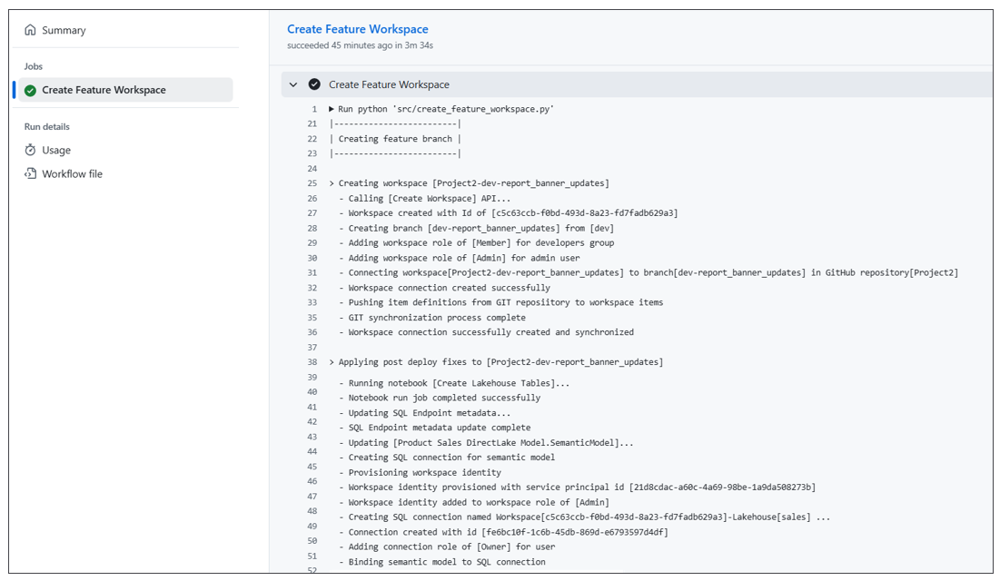 Summary
Jobs
Create Feature Workspace
Run details
Usage
Workflow file
Create Feature Workspace
succeeded 45 minutes ago in 3m 34s
Create Feature Workspace
1 Run python 'src/create_feature_workspace.py'
21 |-------------------------|
22 | Creating feature branch |
23 |-------------------------|
24
25 > Creating workspace [Project2-dev-report_banner_updates]
26 - Calling [Create Workspace] API...
27 - Workspace created with Id of [c5c63ccb-f0bd-493d-8a23-fd7fadb629a3]
28 - Creating branch [dev-report_banner_updates] from [dev]
29 - Adding workspace role of [Member] for developers group
30 - Adding workspace role of [Admin] for admin user
31 - Connecting workspace[Project2-dev-report_banner_updates] to branch[dev-report_banner_updates] in GitHub repository[Project2]
32 - Workspace connection created successfully
33 - Pushing item definitions from GIT reposiitory to workspace items
35 - GIT synchronization process complete
36 - Workspace connection successfully created and synchronized
37
38 > Applying post deploy fixes to [Project2-dev-report_banner_updates]
39 - Running notebook [Create Lakehouse Tables]...
40 - Notebook run job completed successfully
41 - Updating SQL Endpoint metadata...
42 - SQL Endpoint metadata update complete
43 - Updating [Product Sales DirectLake Model.SemanticModel]...
44 - Creating SQL connection for semantic model
45 - Provisioning workspace identity
46 - Workspace identity provisioned with service principal id [21d8cdac-a60c-4a69-98be-1a9da508273b]
47 - Workspace identity added to workspace role of [Admin]
48 - Creating SQL connection named Workspace[c5c63ccb-f0bd-493d-8a23-fd7fadb629a3]-Lakehouse[sales] ...
49 - Connection created with id [fe6bc10f-1c6b-45db-869d-e6793597d4df]
50 - Adding connection role of [Owner] for user
51 - Binding semantic model to SQL connection
52